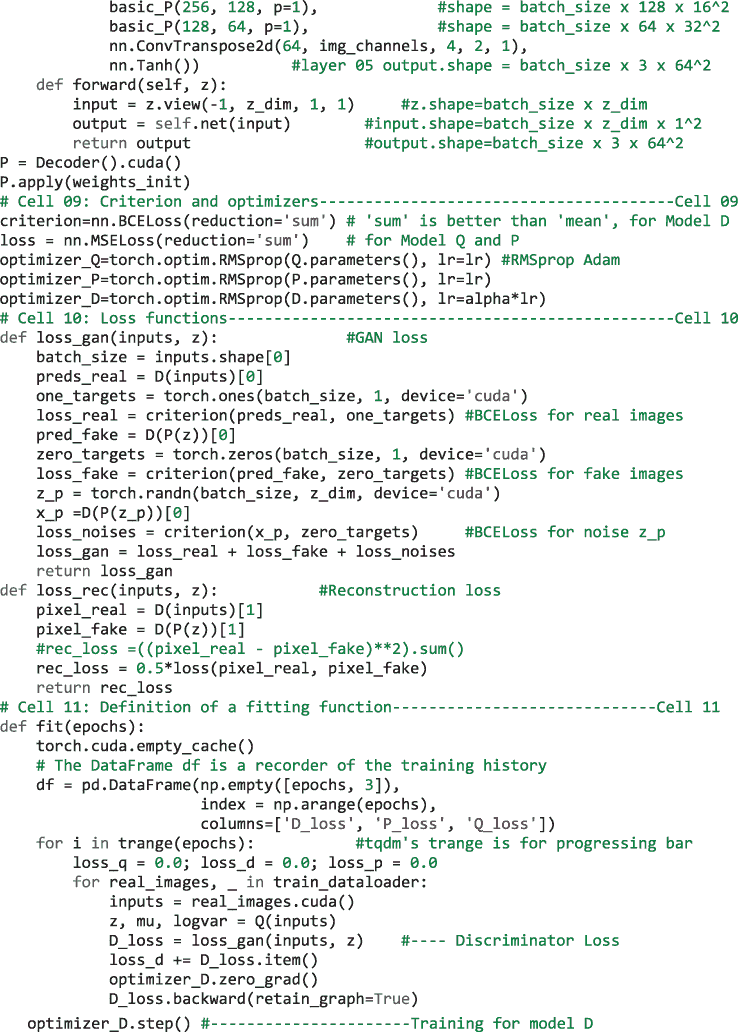 basic_P(256, 128, p=1),             #shape = batch_size x 128 x 16^2
basic_P(128, 64, p=1),              #shape = batch_size x 64 x 32^2
nn.ConvTranspose2d(64, img_channels, 4, 2, 1),
nn.Tanh())          #layer 05 output.shape = batch_size x 3 x 64^2
    def forward(self, z):
        input = z.view(-1, z_dim, 1, 1)     #z.shape=batch_size x z_dim
        output = self.net(input)        #input.shape=batch_size x z_dim x 1^2
        return output                   #output.shape=batch_size x 3 x 64^2
P = Decoder().cuda()
P.apply(weights_init)
# Cell 09: Criterion and optimizers---------------------------------------Cell 09
criterion=nn.BCELoss(reduction='sum') # 'sum' is better than 'mean', for Model D
loss = nn.MSELoss(reduction='sum')    # for Model Q and P
optimizer_Q=torch.optim.RMSprop(Q.parameters(), lr=lr) #RMSprop Adam
optimizer_P=torch.optim.RMSprop(P.parameters(), lr=lr)
optimizer_D=torch.optim.RMSprop(D.parameters(), lr=alpha*lr)
# Cell 10: Loss functions-------------------------------------------------Cell 10
def loss_gan(inputs, z):              #GAN loss
    batch_size = inputs.shape[0]
    preds_real = D(inputs)[0]
    one_targets = torch.ones(batch_size, 1, device='cuda')
    loss_real = criterion(preds_real, one_targets) #BCELoss for real images
    pred_fake = D(P(z))[0]
    zero_targets = torch.zeros(batch_size, 1, device='cuda')
    loss_fake = criterion(pred_fake, zero_targets) #BCELoss for fake images
    z_p = torch.randn(batch_size, z_dim, device='cuda')
    x_p =D(P(z_p))[0]
    loss_noises = criterion(x_p, zero_targets)     #BCELoss for noise z_p
    loss_gan = loss_real + loss_fake + loss_noises
    return loss_gan
def loss_rec(inputs, z):           #Reconstruction loss
    pixel_real = D(inputs)[1]
    pixel_fake = D(P(z))[1]
    #rec_loss =((pixel_real - pixel_fake)**2).sum()
    rec_loss = 0.5*loss(pixel_real, pixel_fake)
    return rec_loss
# Cell 11: Definition of a fitting function-----------------------------Cell 11
def fit(epochs):
    torch.cuda.empty_cache()
    # The DataFrame df is a recorder of the training history
    df = pd.DataFrame(np.empty([epochs, 3]),
                      index = np.arange(epochs),
                      columns=['D_loss', 'P_loss', 'Q_loss'])
    for i in trange(epochs):           #tqdm's trange is for progressing bar
        loss_q = 0.0; loss_d = 0.0; loss_p = 0.0
        for real_images, _ in train_dataloader:
            inputs = real_images.cuda()
            z, mu, logvar = Q(inputs)
            D_loss = loss_gan(inputs, z)    #---- Discriminator Loss
            loss_d += D_loss.item()
            optimizer_D.zero_grad()
            D_loss.backward(retain_graph=True)
   optimizer_D.step() #----------------------Training for model D